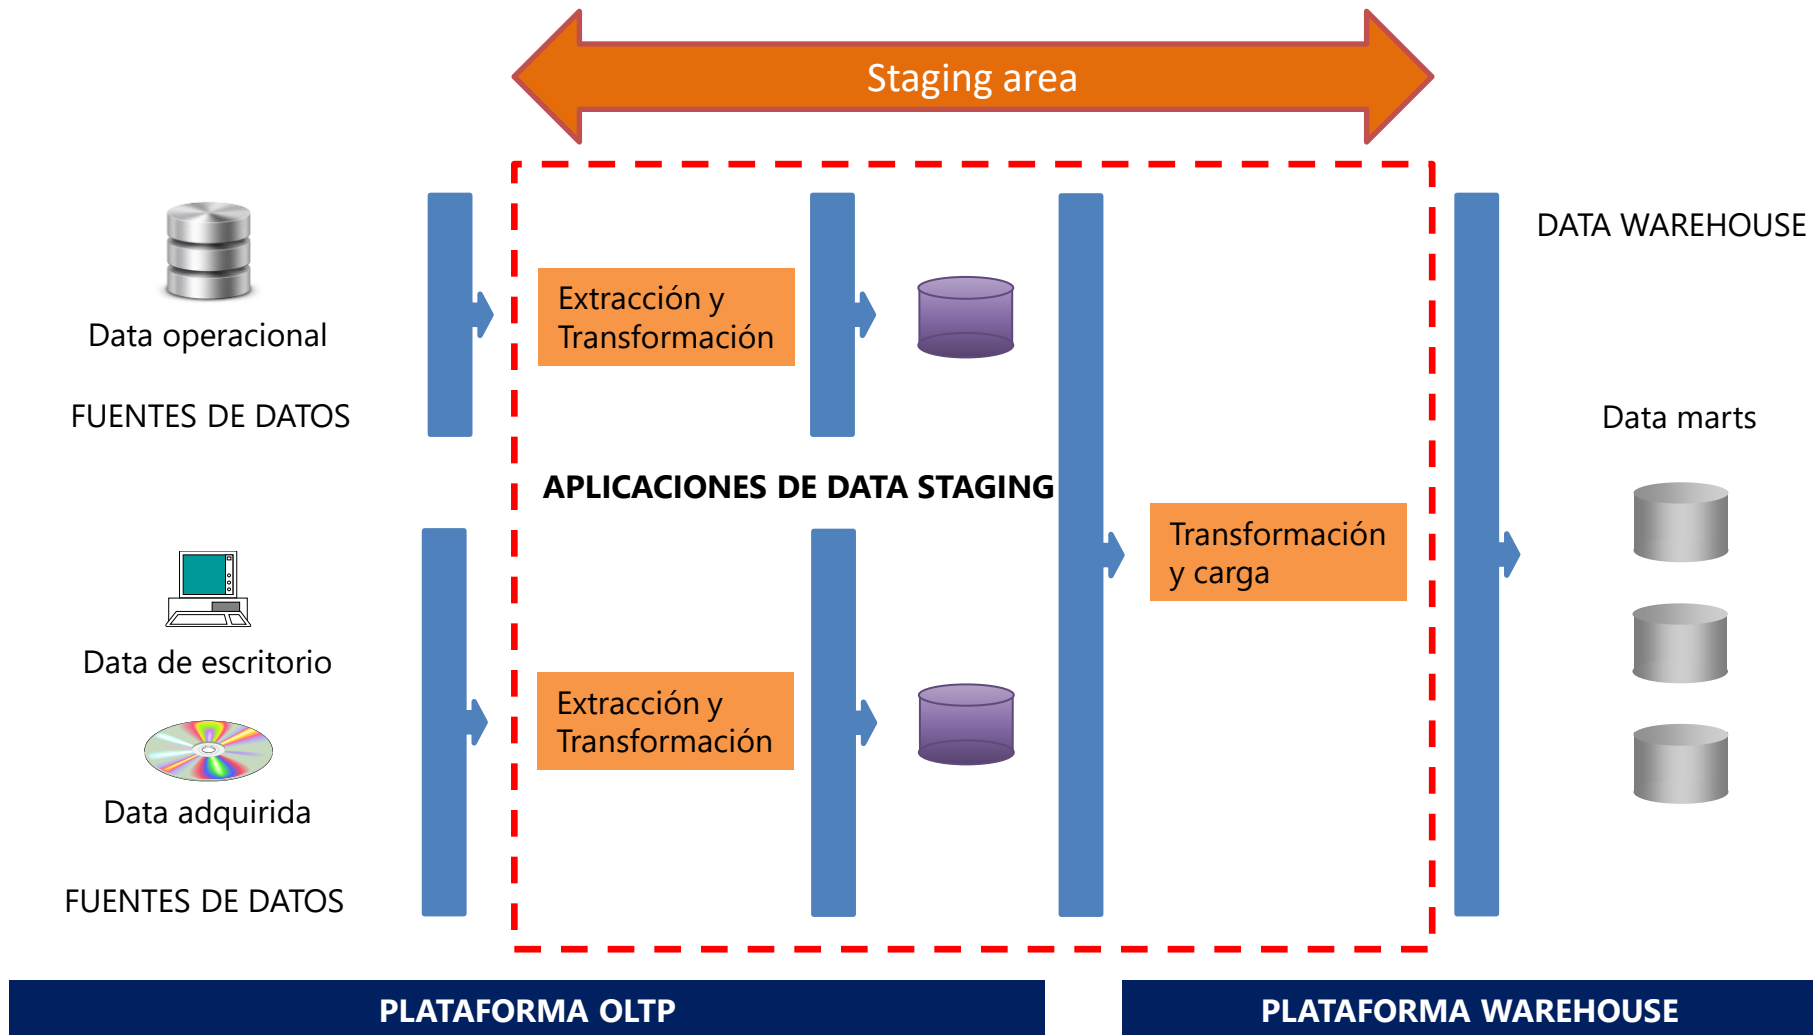 Staging area
Data operacional
FUENTES DE DATOS
Extracción y
Transformación
DATA WAREHOUSE
Data marts
APLICACIONES DE DATA STAGING
Transformación
y carga
Data de escritorio
Data adquirida
FUENTES DE DATOS
Extracción y
Transformación
PLATAFORMA OLTP
PLATAFORMA WAREHOUSE